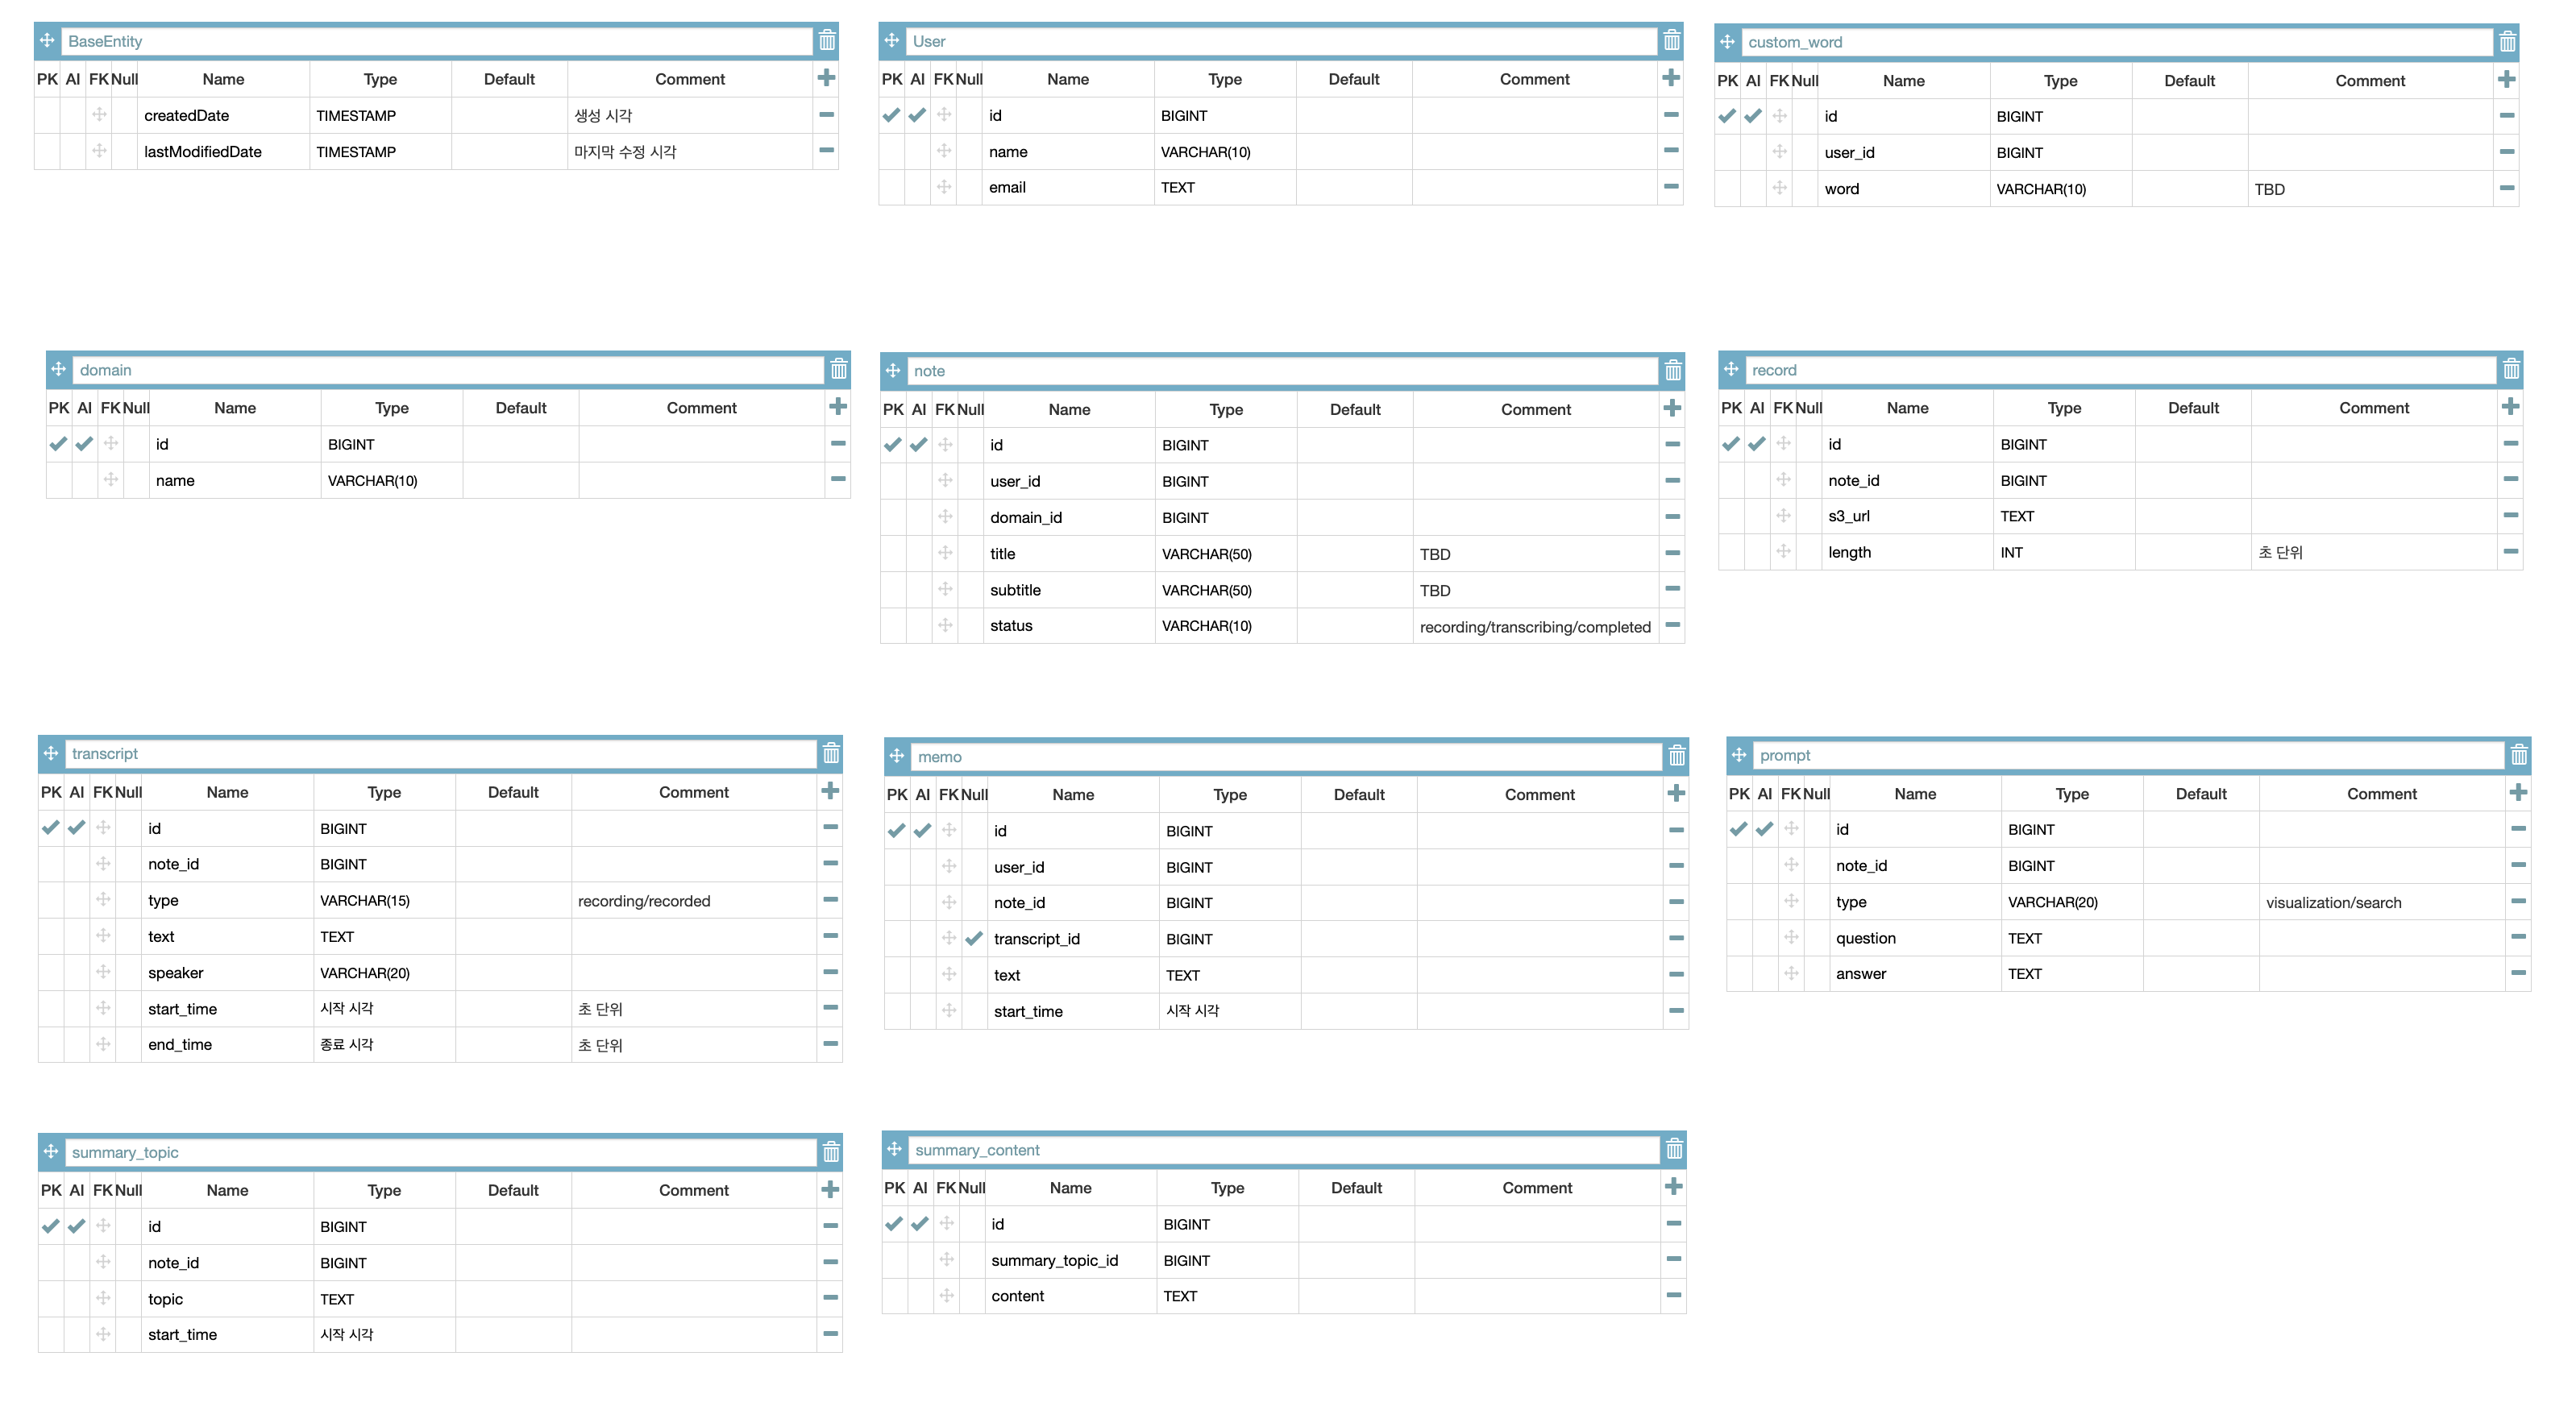 BaseEntity
PK AI FK Null Name Type Default Comment
createdDate TIMESTAMP 생성 시각
lastModifiedDate TIMESTAMP 마지막 수정 시각
User
PK AI FK Null Name Type Default Comment
id BIGINT
name VARCHAR(10)
email TEXT
custom_word
PK AI FK Null Name Type Default Comment
id BIGINT
user_id BIGINT
word VARCHAR(10) TBD
domain
PK AI FK Null Name Type Default Comment
id BIGINT
name VARCHAR(10)
note
PK AI FK Null Name Type Default Comment
id BIGINT
user_id BIGINT
domain_id BIGINT
title VARCHAR(50) TBD
subtitle VARCHAR(50) TBD
status VARCHAR(10) recording/transcribing/completed
record
PK AI FK Null Name Type Default Comment
id BIGINT
note_id BIGINT
s3_url TEXT
length INT 초 단위
transcript
PK AI FK Null Name Type Default Comment
id BIGINT
note_id BIGINT
type VARCHAR(15) recording/recorded
text TEXT
speaker VARCHAR(20)
start_time 시작 시각 초 단위
end_time 종료 시각 초 단위
memo
PK AI FK Null Name Type Default Comment
id BIGINT
user_id BIGINT
note_id BIGINT
transcript_id BIGINT
text TEXT
start_time 시작 시각
prompt
PK AI FK Null Name Type Default Comment
id BIGINT
note_id BIGINT
type VARCHAR(20) visualization/search
question TEXT
answer TEXT
summary_topic
PK AI FK Null Name Type Default Comment
id BIGINT
note_id BIGINT
topic TEXT
start_time 시작 시각
summary_content
PK AI FK Null Name Type Default Comment
id BIGINT
summary_topic_id BIGINT
content TEXT